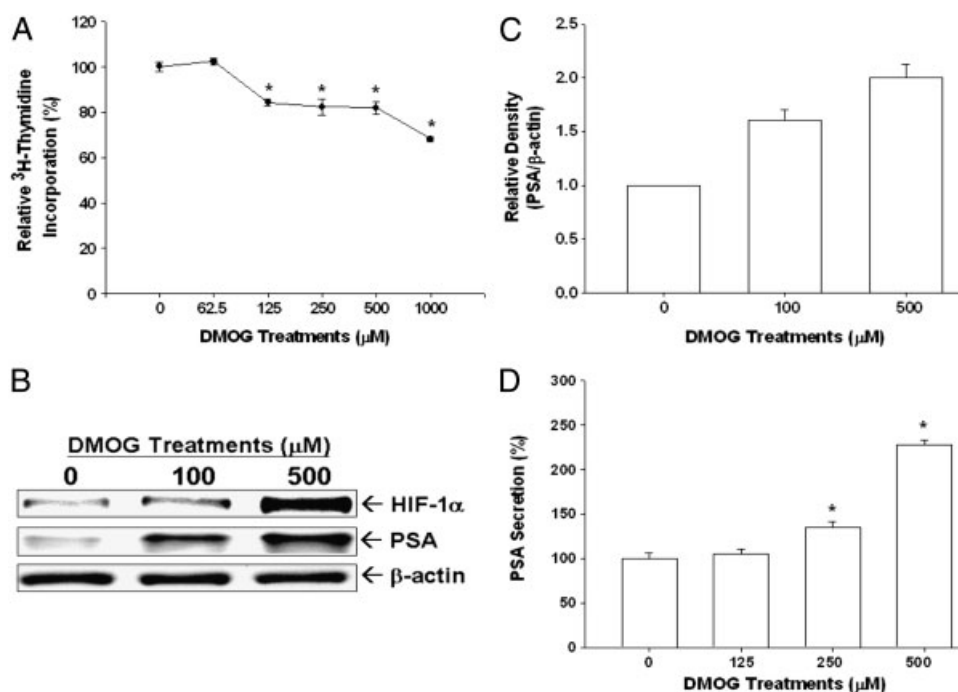 A
120
100
80
60
40
20
0
Relative ³H-Thymidine
Incorporation (%)
* * * *
0 62.5 125 250 500 1000
DMOG Treatments (μM)
B
DMOG Treatments (μM)
0 100 500
← HIF-1α
← PSA
← β-actin
C
2.5
2.0
1.5
1.0
0.5
0.0
Relative Density
(PSA/β-actin)
0 100 500
DMOG Treatments (μM)
D
300
250
200
150
100
50
0
PSA Secretion (%)
* *
0 125 250 500
DMOG Treatments (μM)